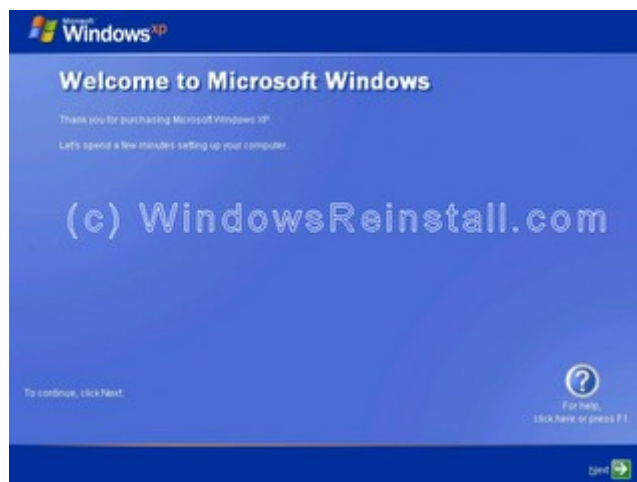 Microsoft
Windows xp
Welcome to Microsoft Windows
Thank you for purchasing Microsoft Windows XP.
Let's spend a few minutes setting up your computer.
(c) WindowsReinstall.com
To continue, click Next.
For help,
click here or press F1.
Next